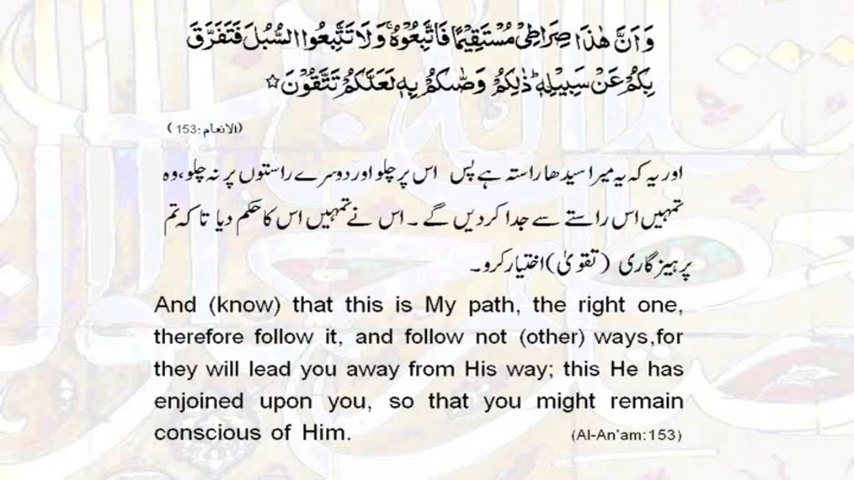 وَاَنَّ هٰذَا صِرَاطِیْ مُسْتَقِیْمًا فَاتَّبِعُوْهُ ۚ وَلَا تَتَّبِعُوا السُّبُلَ فَتَفَرَّقَ
بِکُمْ عَنْ سَبِیْلِهٖ ؕ ذٰلِکُمْ وَصّٰىکُمْ بِهٖ لَعَلَّکُمْ تَتَّقُوْنَ ☆
(الانعام:153)
اور یہ کہ یہ میرا سیدھا راستہ ہے پس اس پر چلو اور دوسرے راستوں پر نہ چلو، وہ
تمہیں اس راستے سے جدا کردیں گے ۔ اس نے تمہیں اس کا حکم دیا تاکہ تم
پرہیزگاری (تقویٰ) اختیار کرو ۔
And (know) that this is My path, the right one,
therefore follow it, and follow not (other) ways,for
they will lead you away from His way; this He has
enjoined upon you, so that you might remain
conscious of Him. (Al-An'am:153)